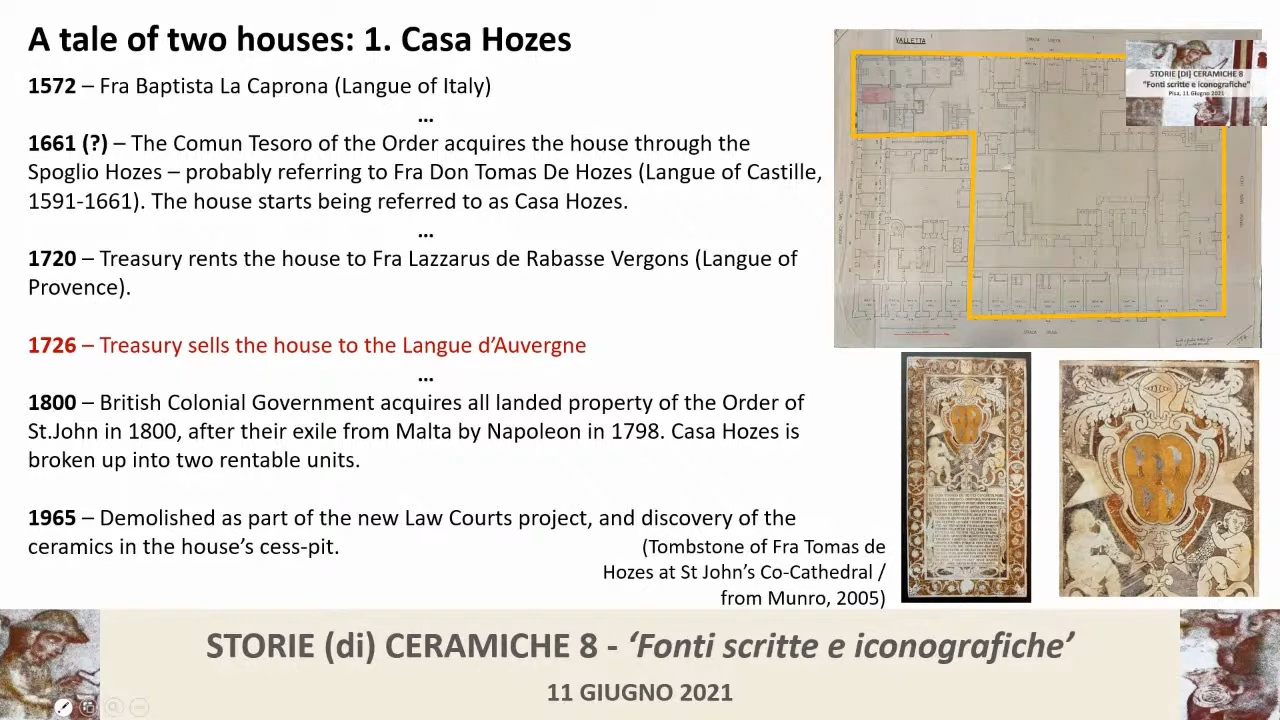 A tale of two houses: 1. Casa Hozes
1572 – Fra Baptista La Caprona (Langue of Italy)
...
1661 (?) – The Comun Tesoro of the Order acquires the house through the
Spoglio Hozes – probably referring to Fra Don Tomas De Hozes (Langue of Castille,
1591-1661). The house starts being referred to as Casa Hozes.
...
1720 – Treasury rents the house to Fra Lazzarus de Rabasse Vergons (Langue of
Provence).
1726 – Treasury sells the house to the Langue d’Auvergne
...
1800 – British Colonial Government acquires all landed property of the Order of
St.John in 1800, after their exile from Malta by Napoleon in 1798. Casa Hozes is
broken up into two rentable units.
1965 – Demolished as part of the new Law Courts project, and discovery of the
ceramics in the house’s cess-pit.
(Tombstone of Fra Tomas de
Hozes at St John’s Co-Cathedral /
from Munro, 2005)
VALLETTA
STORIE [DI] CERAMICHE 8
“Fonti scritte e iconografiche”
Pisa, 11 Giugno 2021
STORIE (di) CERAMICHE 8 - ‘Fonti scritte e iconografiche’
11 GIUGNO 2021